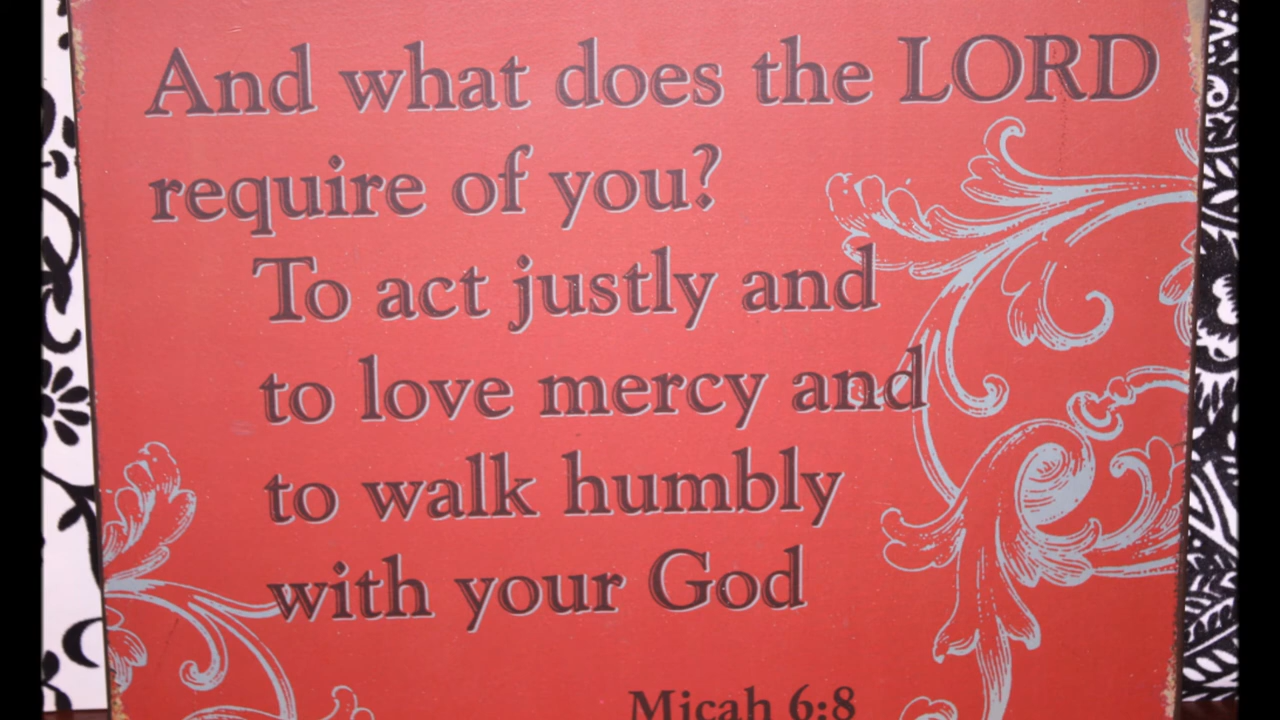 And what does the LORD
require of you?
To act justly and
to love mercy and
to walk humbly
with your God
Micah 6:8